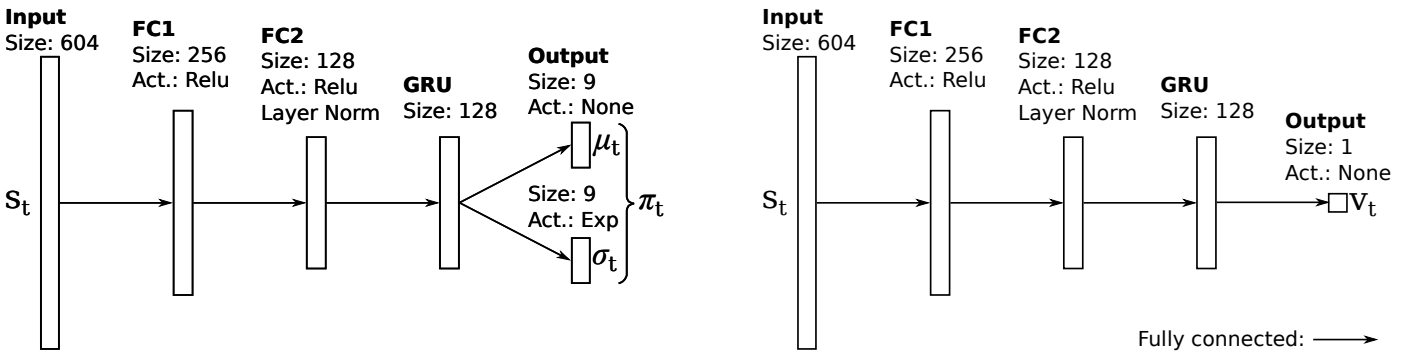 Input
Size: 604
FC1
Size: 256
Act.: Relu
FC2
Size: 128
Act.: Relu
Layer Norm
GRU
Size: 128
Output
Size: 9
Act.: None
μt
Size: 9
Act.: Exp
σt
πt
St
Input
Size: 604
FC1
Size: 256
Act.: Relu
FC2
Size: 128
Act.: Relu
Layer Norm
GRU
Size: 128
Output
Size: 1
Act.: None
St
Vt
Fully connected: